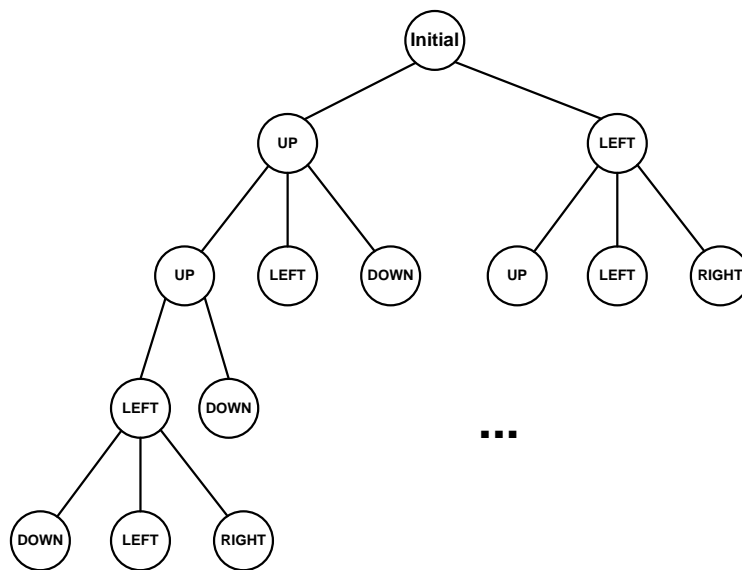 Initial
UP
LEFT
UP
LEFT
DOWN
UP
LEFT
RIGHT
LEFT
DOWN
...
DOWN
LEFT
RIGHT